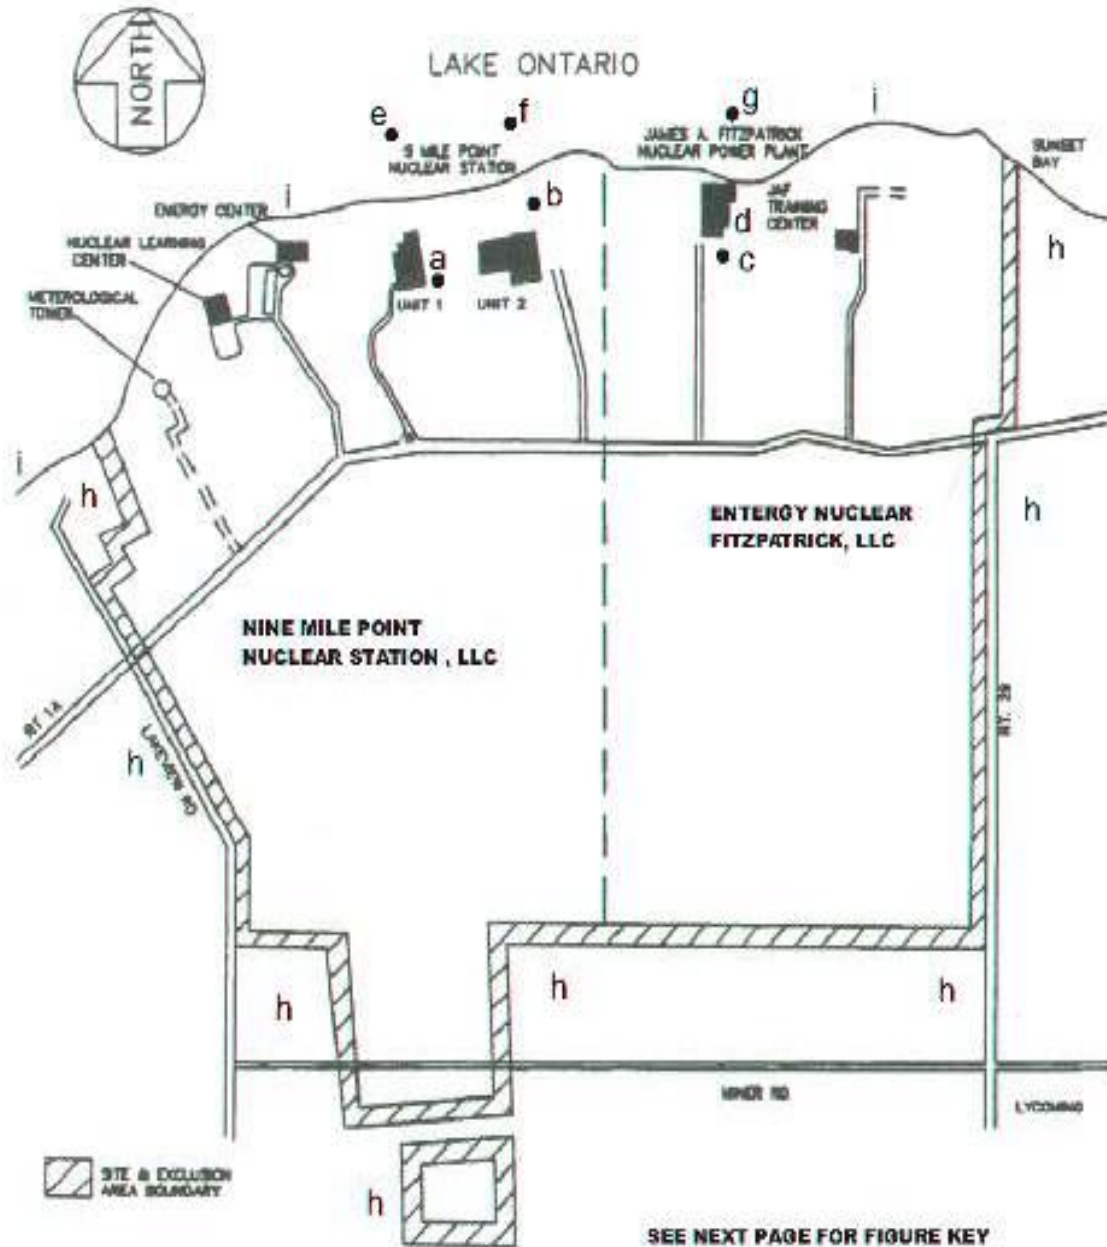 NORTH
LAKE ONTARIO
e
f
g
i
9 MILE POINT
NUCLEAR STATION
JAMES A. FITZPATRICK
NUCLEAR POWER PLANT
SUNSET
BAY
ENERGY CENTER
i
b
JAF
TRAINING
CENTER
d
NUCLEAR LEARNING
CENTER
a
c
h
METEROLOGICAL
TOWER
UNIT 1
UNIT 2
i
h
ENTERGY NUCLEAR
FITZPATRICK, LLC
h
NINE MILE POINT
NUCLEAR STATION , LLC
RT 1A
RT. 29
h
LAKEVIEW RD
h
h
h
MINER RD
LYCOMING
SITE & EXCLUSION
AREA BOUNDARY
h
SEE NEXT PAGE FOR FIGURE KEY